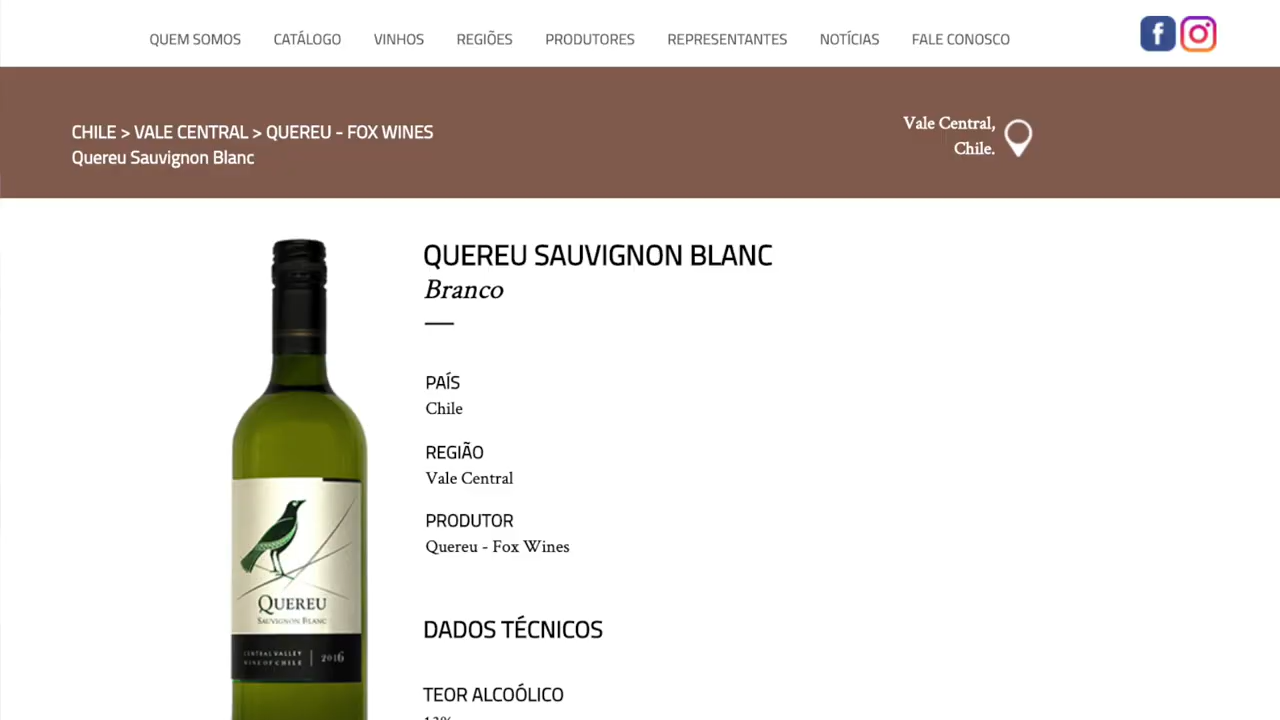 QUEM SOMOS CATÁLOGO VINHOS REGIÕES PRODUTORES REPRESENTANTES NOTÍCIAS FALE CONOSCO
CHILE > VALE CENTRAL > QUEREU - FOX WINES
Quereu Sauvignon Blanc
Vale Central,
Chile.
QUEREU SAUVIGNON BLANC
Branco
PAÍS
Chile
REGIÃO
Vale Central
PRODUTOR
Quereu - Fox Wines
DADOS TÉCNICOS
TEOR ALCOÓLICO
QUEREU
SAUVIGNON BLANC
CENTRAL VALLEY
WINE OF CHILE | 2016